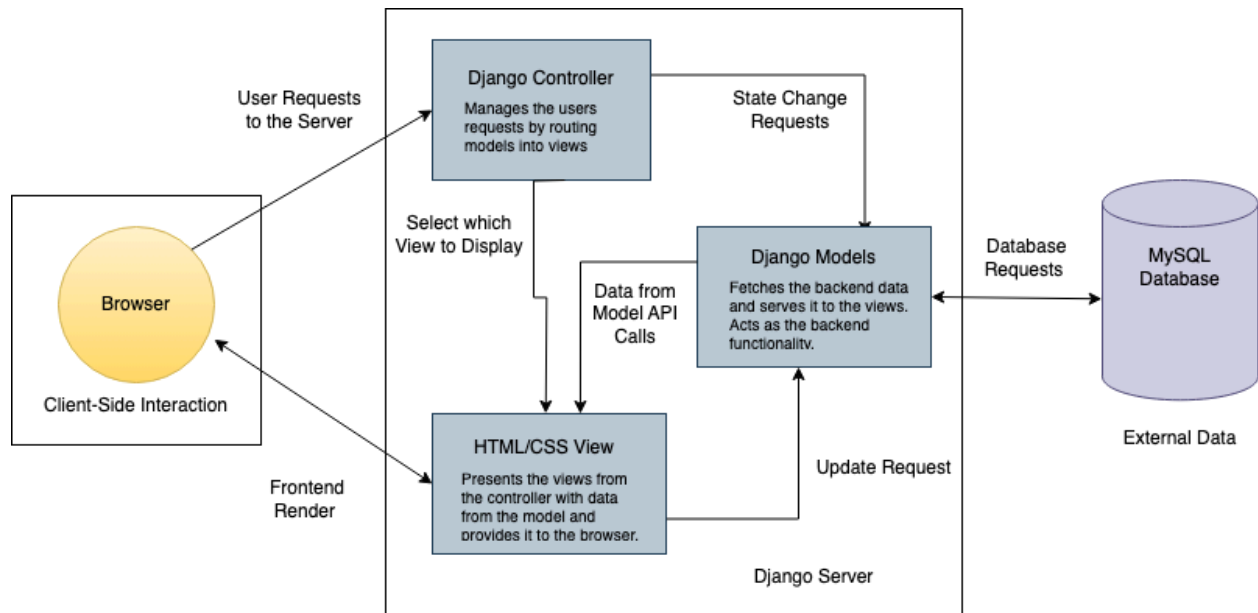 User Requests
to the Server
Django Controller
Manages the users
requests by routing
models into views
State Change
Requests
Select which
View to Display
Browser
Client-Side Interaction
Django Models
Fetches the backend data
and serves it to the views.
Acts as the backend
functionality.
Data from
Model API
Calls
Database
Requests
MySQL
Database
External Data
HTML/CSS View
Presents the views from
the controller with data
from the model and
provides it to the browser.
Update Request
Frontend
Render
Django Server